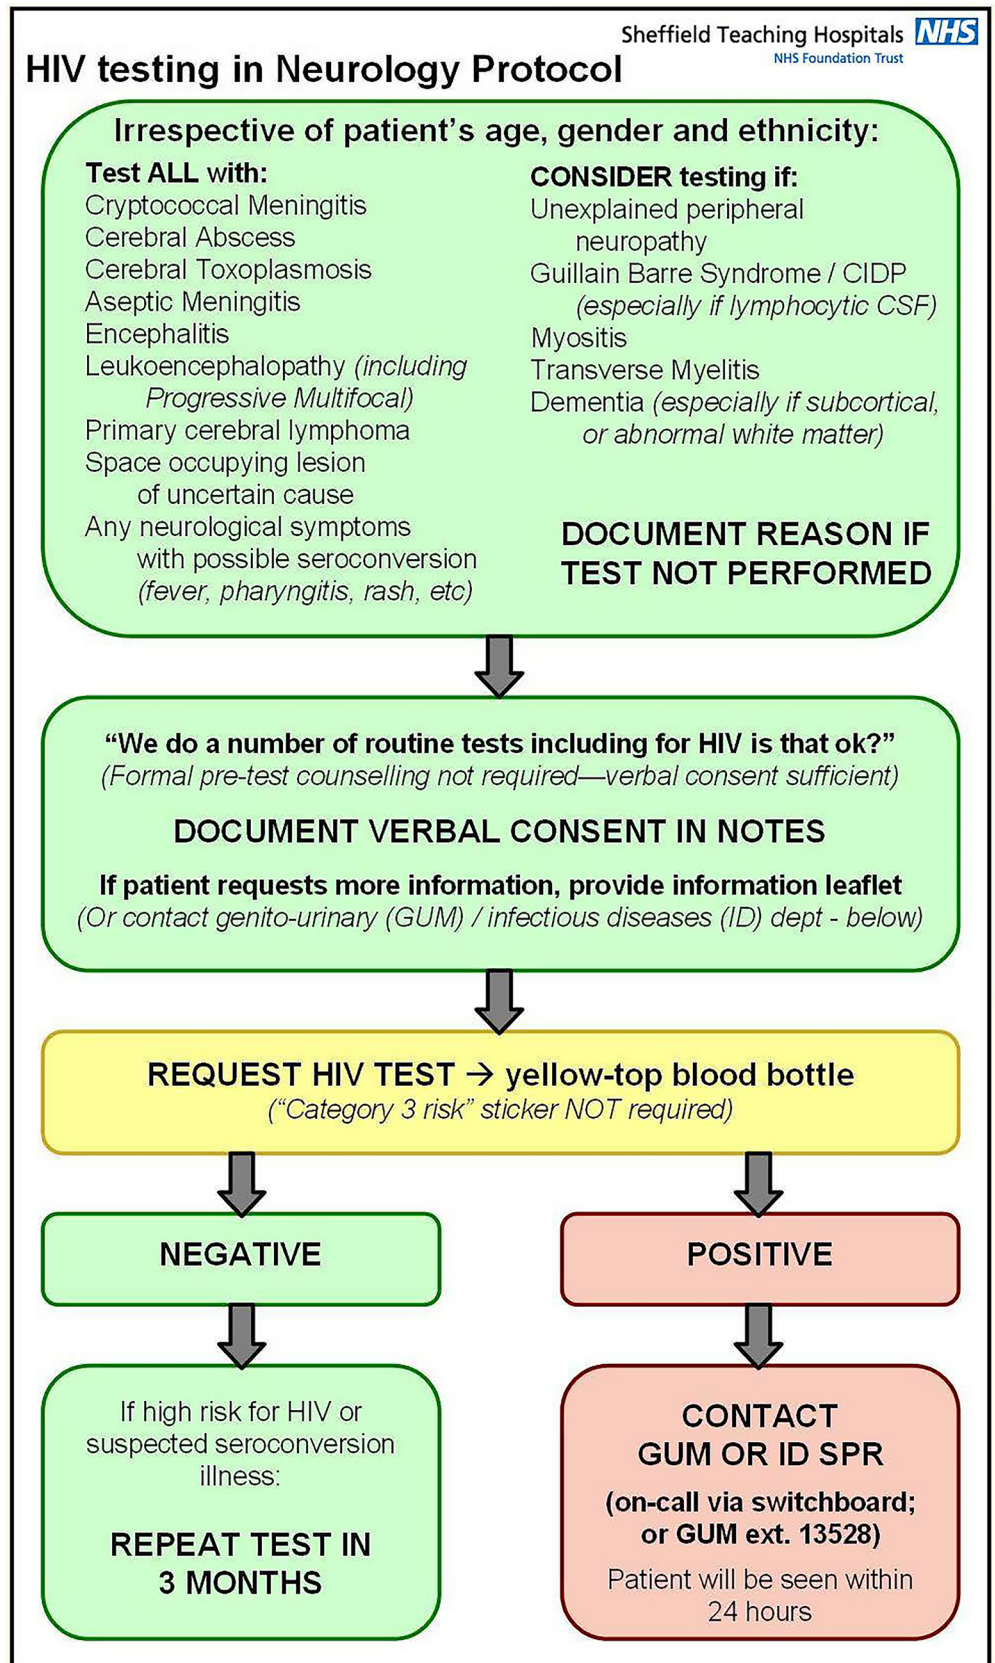 Sheffield Teaching Hospitals NHS
NHS Foundation Trust
HIV testing in Neurology Protocol
Irrespective of patient's age, gender and ethnicity:
Test ALL with:
Cryptococcal Meningitis
Cerebral Abscess
Cerebral Toxoplasmosis
Aseptic Meningitis
Encephalitis
Leukoencephalopathy (including
Progressive Multifocal)
Primary cerebral lymphoma
Space occupying lesion
of uncertain cause
Any neurological symptoms
with possible seroconversion
(fever, pharyngitis, rash, etc)
CONSIDER testing if:
Unexplained peripheral
neuropathy
Guillain Barre Syndrome / CIDP
(especially if lymphocytic CSF)
Myositis
Transverse Myelitis
Dementia (especially if subcortical,
or abnormal white matter)
DOCUMENT REASON IF
TEST NOT PERFORMED
“We do a number of routine tests including for HIV is that ok?”
(Formal pre-test counselling not required—verbal consent sufficient)
DOCUMENT VERBAL CONSENT IN NOTES
If patient requests more information, provide information leaflet
(Or contact genito-urinary (GUM) / infectious diseases (ID) dept - below)
REQUEST HIV TEST → yellow-top blood bottle
(“Category 3 risk” sticker NOT required)
NEGATIVE
If high risk for HIV or
suspected seroconversion
illness:
REPEAT TEST IN
3 MONTHS
POSITIVE
CONTACT
GUM OR ID SPR
(on-call via switchboard;
or GUM ext. 13528)
Patient will be seen within
24 hours